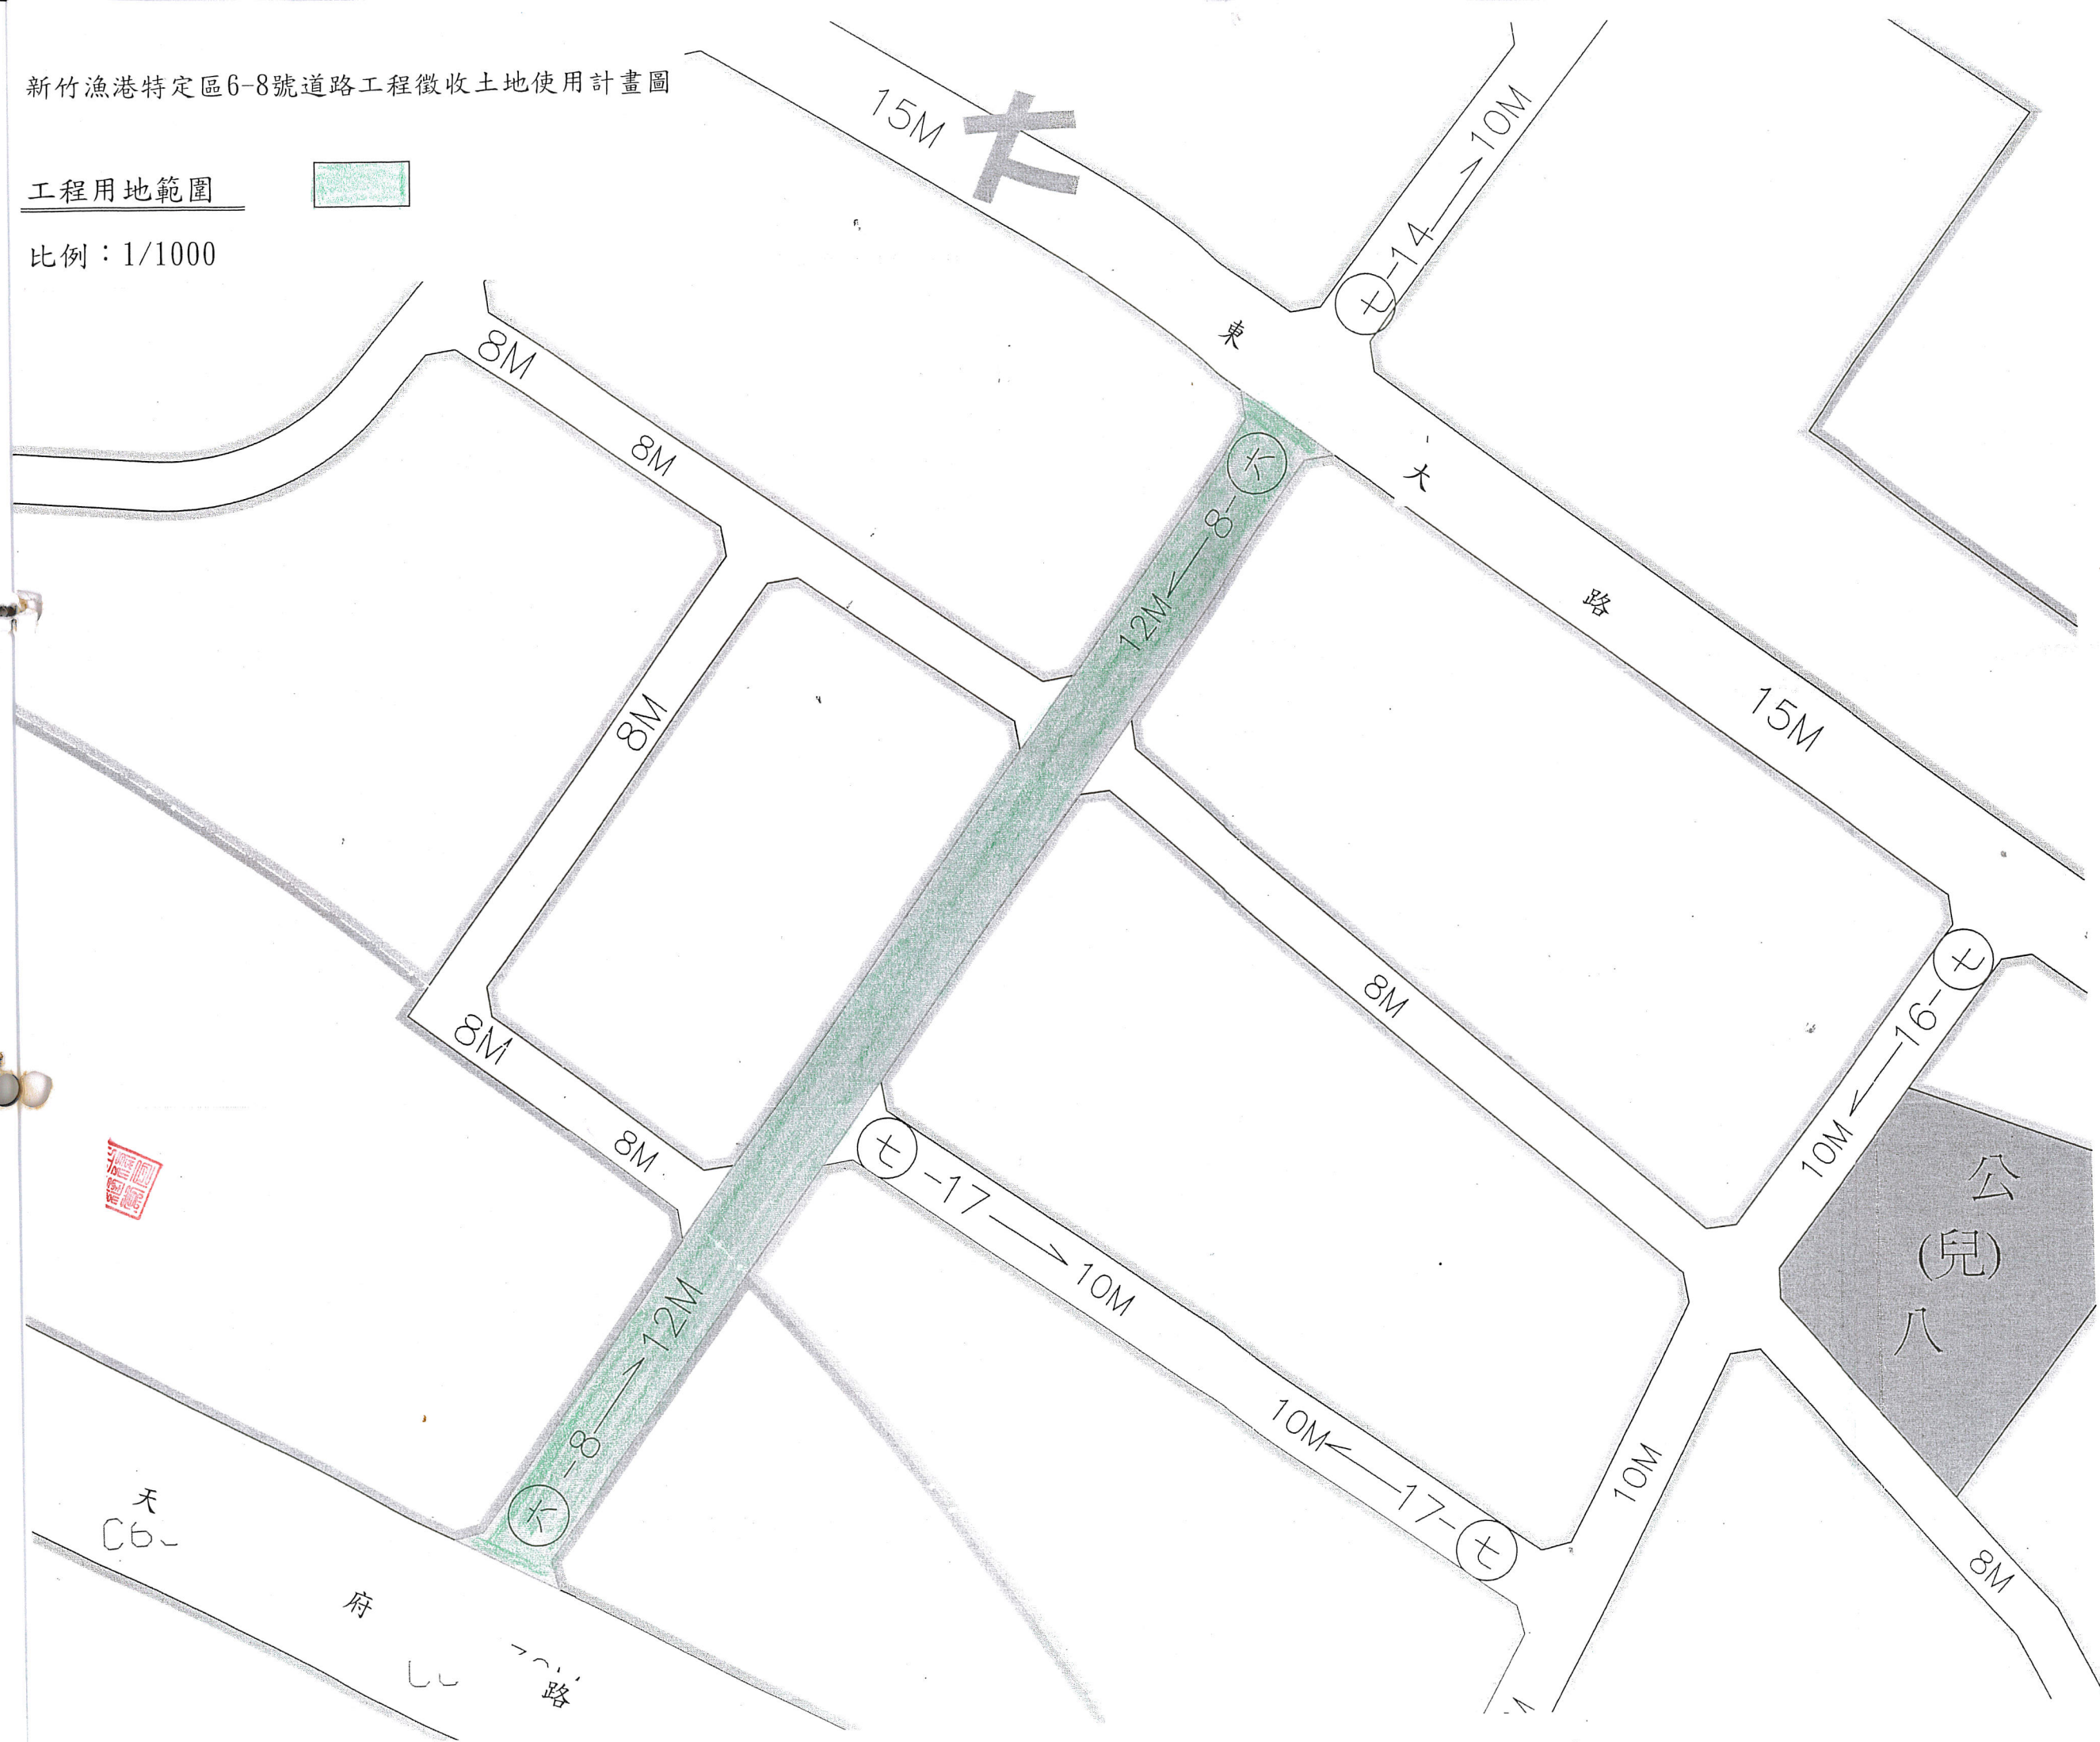 新竹漁港特定區6-8號道路工程徵收土地使用計畫圖
工程用地範圍
比例：1/1000
15M
10M
七-14
東
大
路
15M
8M
8M
8M
六-8
12M
8M
七-16
10M
8M
8M
七-17
10M
公
(兒)
八
12M
六-8
10M
七-17
10M
8M
天
府
路